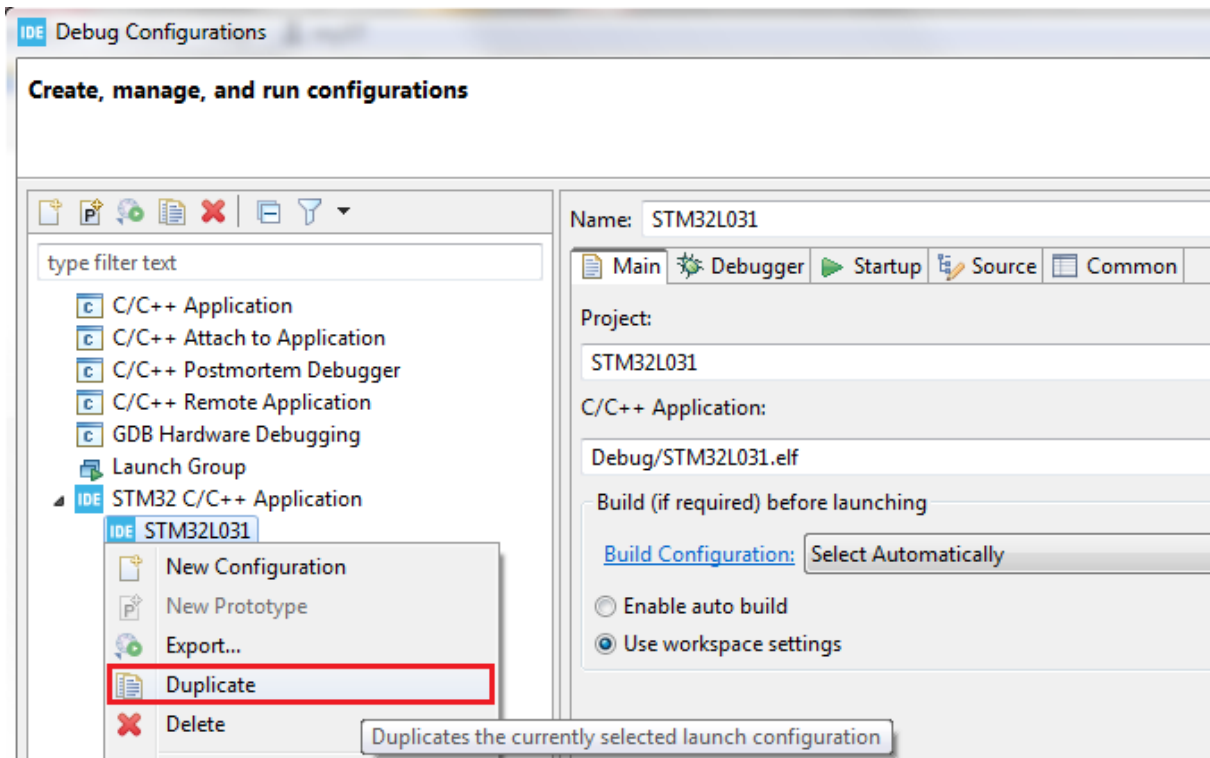 IDE Debug Configurations
Create, manage, and run configurations
type filter text
C/C++ Application
C/C++ Attach to Application
C/C++ Postmortem Debugger
C/C++ Remote Application
GDB Hardware Debugging
Launch Group
IDE STM32 C/C++ Application
IDE STM32L031
New Configuration
New Prototype
Export...
Duplicate
Delete
Duplicates the currently selected launch configuration
Name: STM32L031
Main Debugger Startup Source Common
Project:
STM32L031
C/C++ Application:
Debug/STM32L031.elf
Build (if required) before launching
Build Configuration: Select Automatically
Enable auto build
Use workspace settings